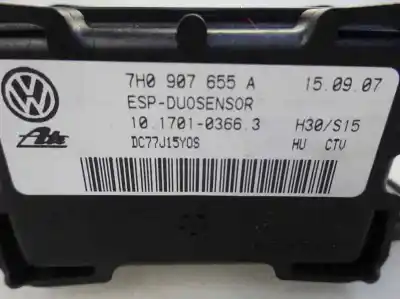 7H0 907 655 A 15.09.07
ESP-DUOSENSOR
10.1701-0366.3 H30/S15
DC77J15Y0S HU CTV
Ate